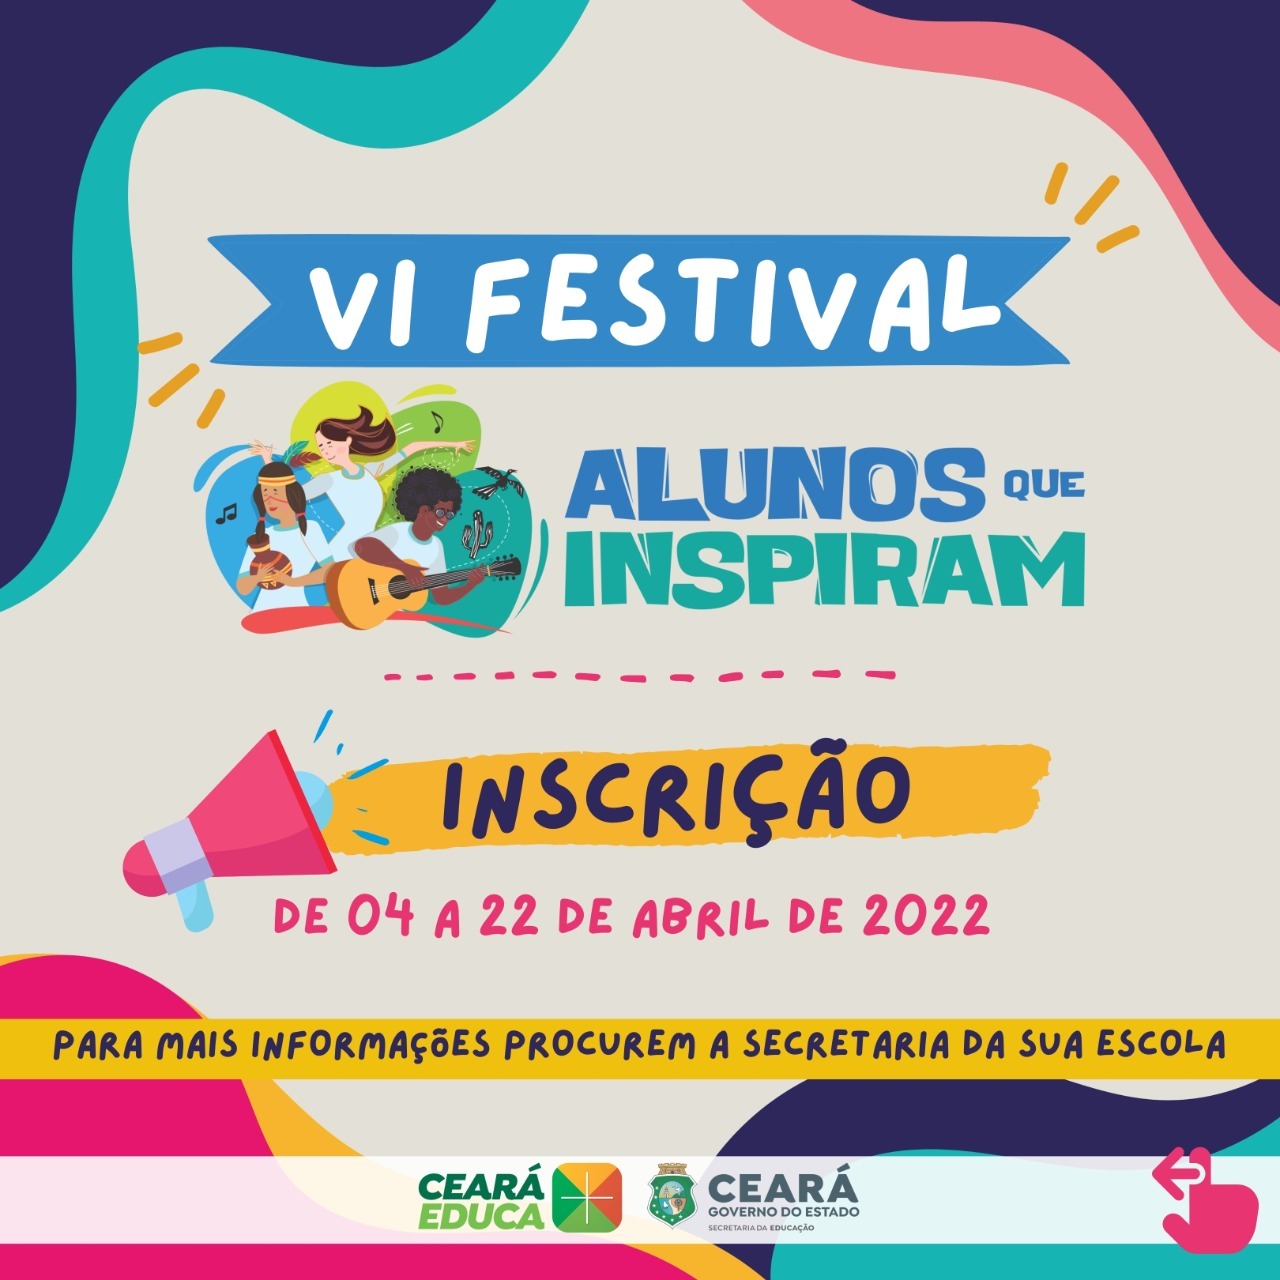 VI FESTIVAL
ALUNOS QUE
INSPIRAM
INSCRIÇÃO
DE 04 A 22 DE ABRIL DE 2022
PARA MAIS INFORMAÇÕES PROCUREM A SECRETARIA DA SUA ESCOLA
CEARÁ
EDUCA
CEARÁ
GOVERNO DO ESTADO
SECRETARIA DA EDUCAÇÃO